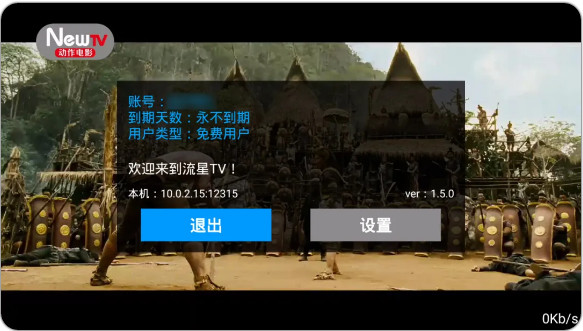 NewTV
动作电影
账号：
到期天数：永不到期
用户类型：免费用户
欢迎来到流星TV！
本机：10.0.2.15:12315
ver：1.5.0
退出
设置
0Kb/s